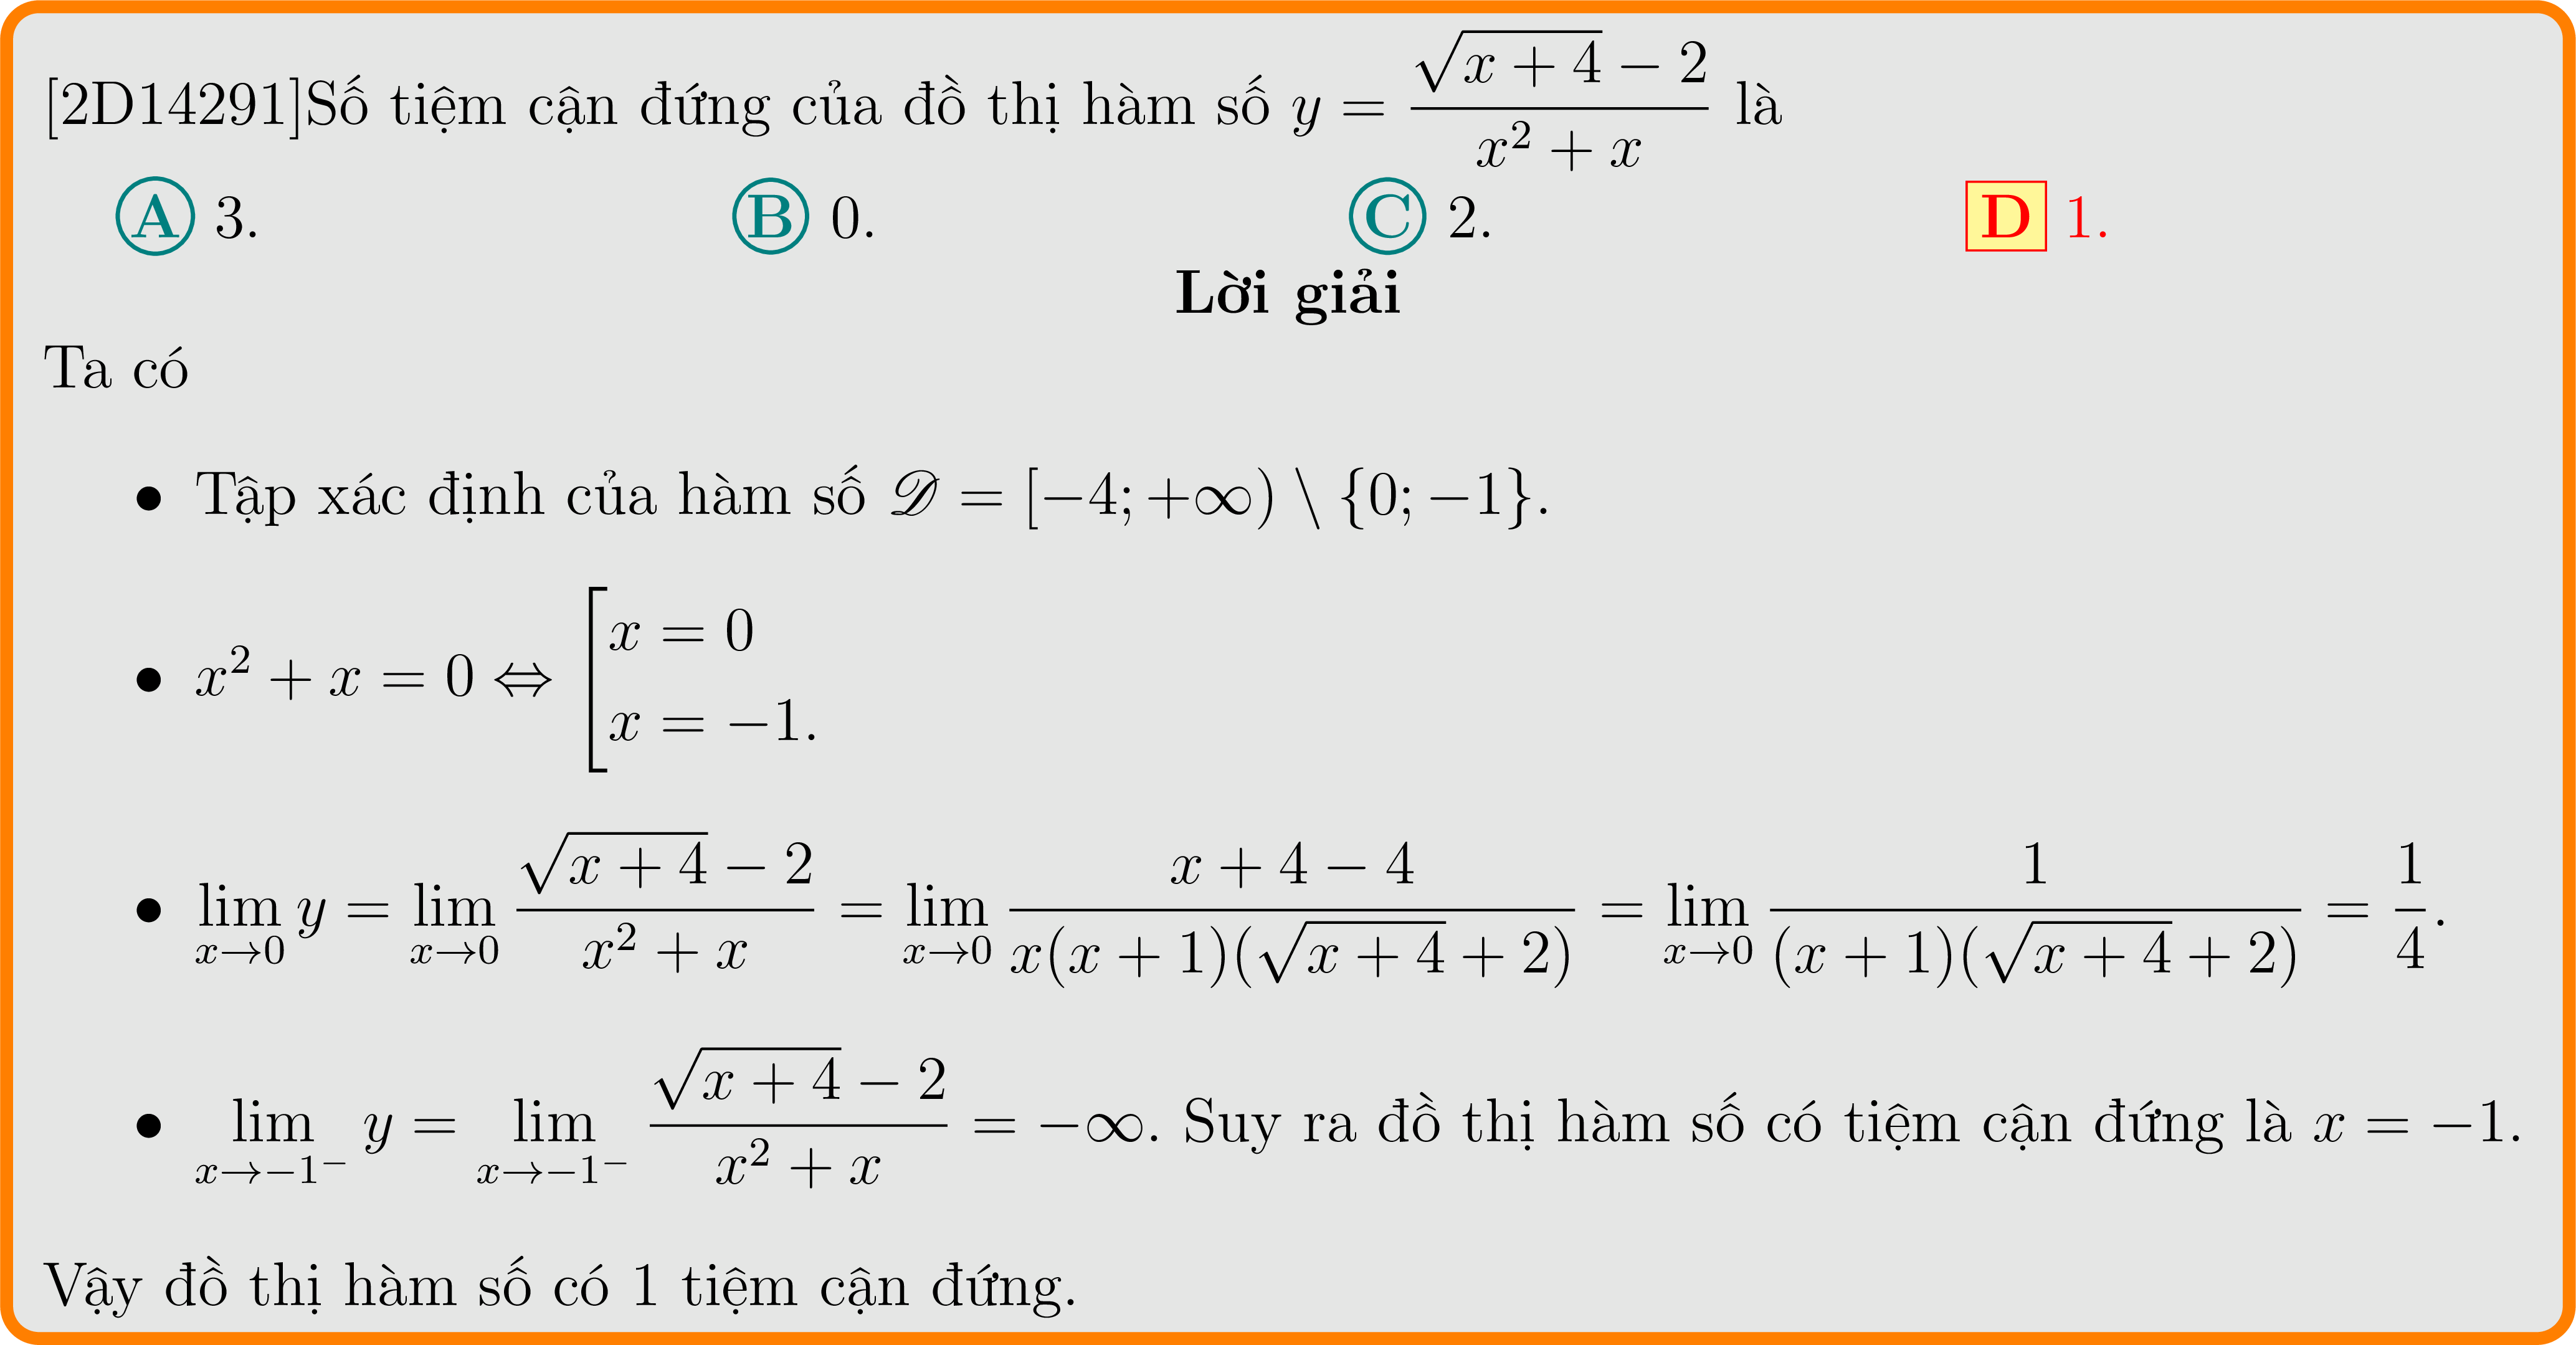 [2D14291]Số tiệm cận đứng của đồ thị hàm số $y = \dfrac{\sqrt{x+4}-2}{x^2+x}$ là
A 3. B 0. C 2. D 1.
Lời giải
Ta có
• Tập xác định của hàm số $\mathscr{D} = [-4; +\infty) \setminus \{0; -1\}$.
• $x^2 + x = 0 \Leftrightarrow \left[\begin{array}{l} x = 0 \\ x = -1. \end{array}\right.$
• $\lim\limits_{x \to 0} y = \lim\limits_{x \to 0} \dfrac{\sqrt{x+4}-2}{x^2+x} = \lim\limits_{x \to 0} \dfrac{x+4-4}{x(x+1)(\sqrt{x+4}+2)} = \lim\limits_{x \to 0} \dfrac{1}{(x+1)(\sqrt{x+4}+2)} = \dfrac{1}{4}.$
• $\lim\limits_{x \to -1^-} y = \lim\limits_{x \to -1^-} \dfrac{\sqrt{x+4}-2}{x^2+x} = -\infty$. Suy ra đồ thị hàm số có tiệm cận đứng là $x = -1$.
Vậy đồ thị hàm số có 1 tiệm cận đứng.